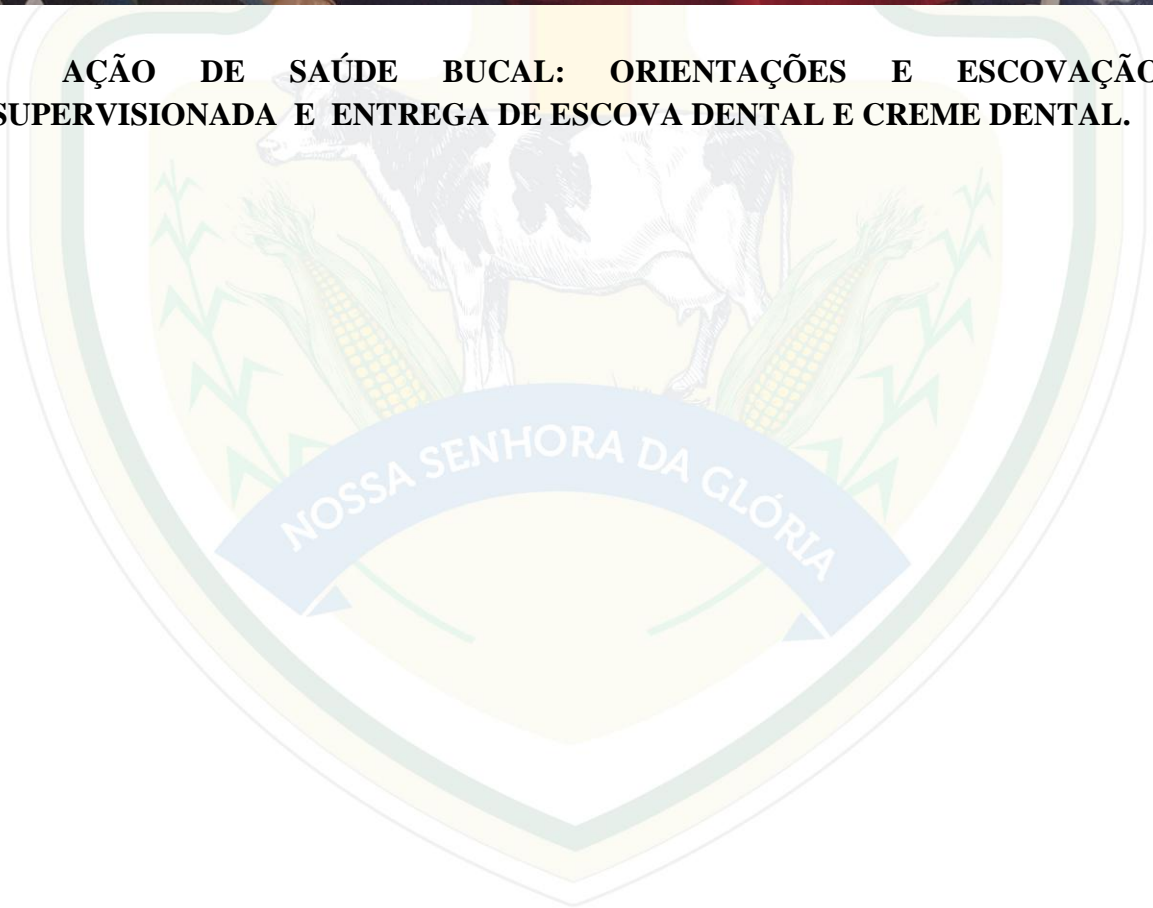 AÇÃO DE SAÚDE BUCAL: ORIENTAÇÕES E ESCOVAÇÃO
SUPERVISIONADA E ENTREGA DE ESCOVA DENTAL E CREME DENTAL.
NOSSA SENHORA DA GLÓRIA